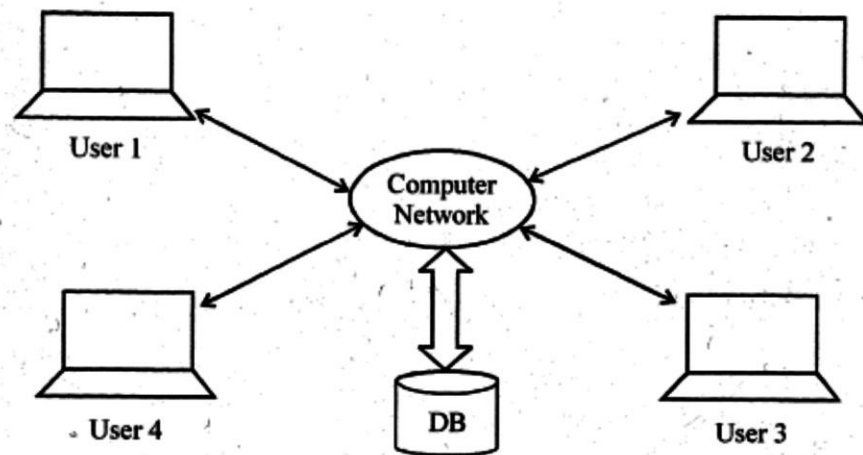 User 1
User 2
Computer
Network
User 4
DB
User 3